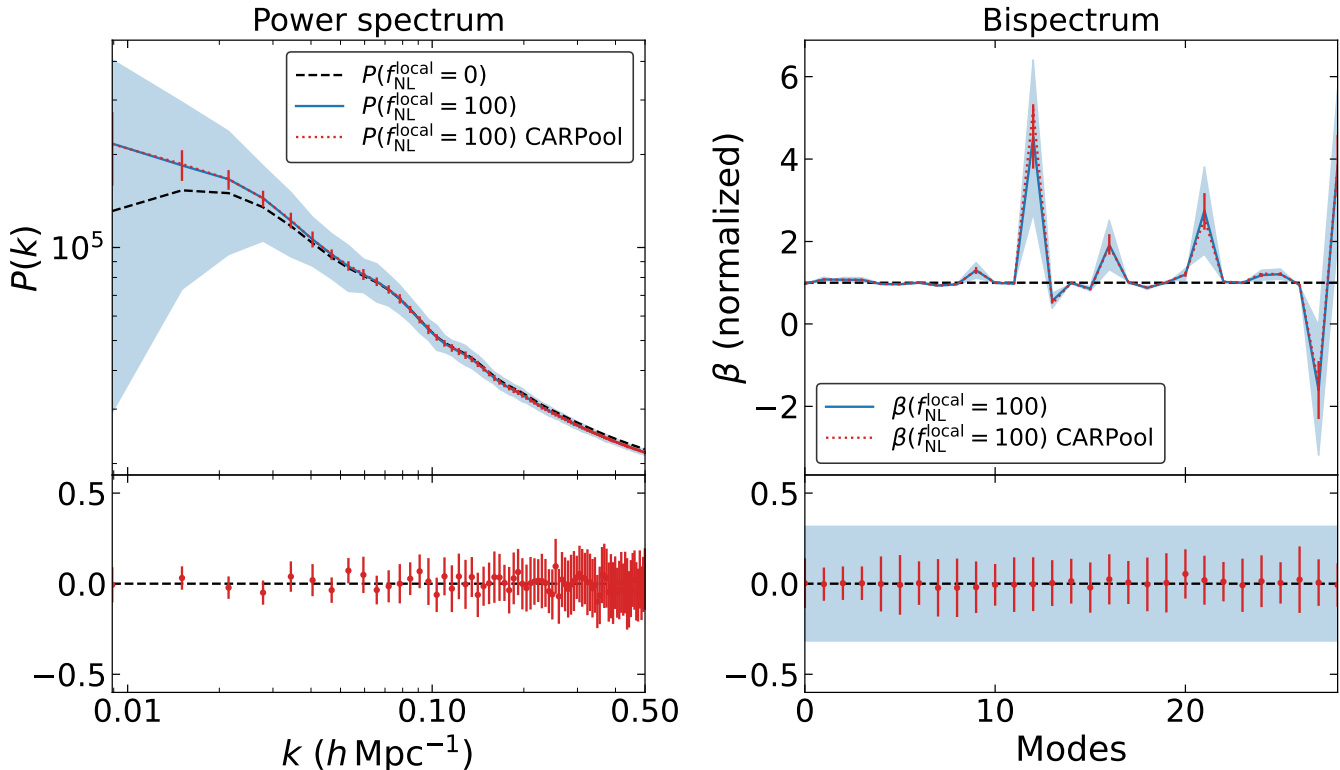 Power spectrum
P(f_NL^local = 0)
P(f_NL^local = 100)
P(f_NL^local = 100) CARPool
P(k)
10^5
0.5
0.0
−0.5
0.01
0.10
0.50
k (h Mpc^−1)
Bispectrum
6
4
2
0
−2
β (normalized)
β(f_NL^local = 100)
β(f_NL^local = 100) CARPool
0.5
0.0
−0.5
0
10
20
Modes